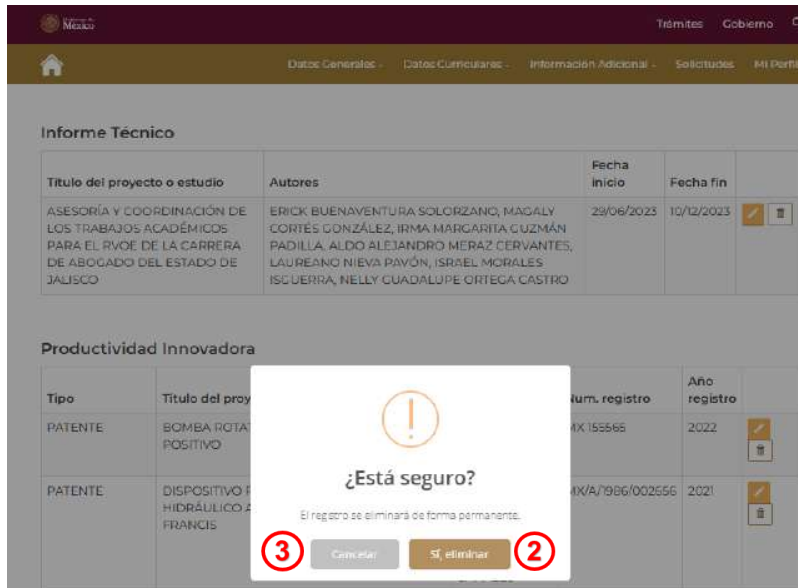 México
Trámites Gobierno
Datos Generales Datos Curriculares Información Adicional Solicitudes Mi Perfil
Informe Técnico
Título del proyecto o estudio Autores Fecha inicio Fecha fin
ASESORÍA Y COORDINACIÓN DE
LOS TRABAJOS ACADÉMICOS
PARA EL RVOE DE LA CARRERA
DE ABOGADO DEL ESTADO DE
JALISCO
ERICK BUENAVENTURA SOLORZANO, MAGALY
CORTÉS GONZÁLEZ, IRMA MARGARITA GUZMÁN
PADILLA, ALDO ALEJANDRO MERAZ CERVANTES,
LAUREANO NIEVA PAVÓN, ISRAEL MORALES
ISGUERRA, NELLY GUADALUPE ORTEGA CASTRO
29/06/2023 10/12/2023
Productividad Innovadora
Tipo Título del proy Num. registro Año registro
PATENTE BOMBA ROTAT MX 155565 2022
POSITIVO
PATENTE DISPOSITIVO MX/A/1986/002656 2021
HIDRÁULICO A
FRANCIS
¿Está seguro?
El registro se eliminará de forma permanente.
3 Cancelar Sí, eliminar 2